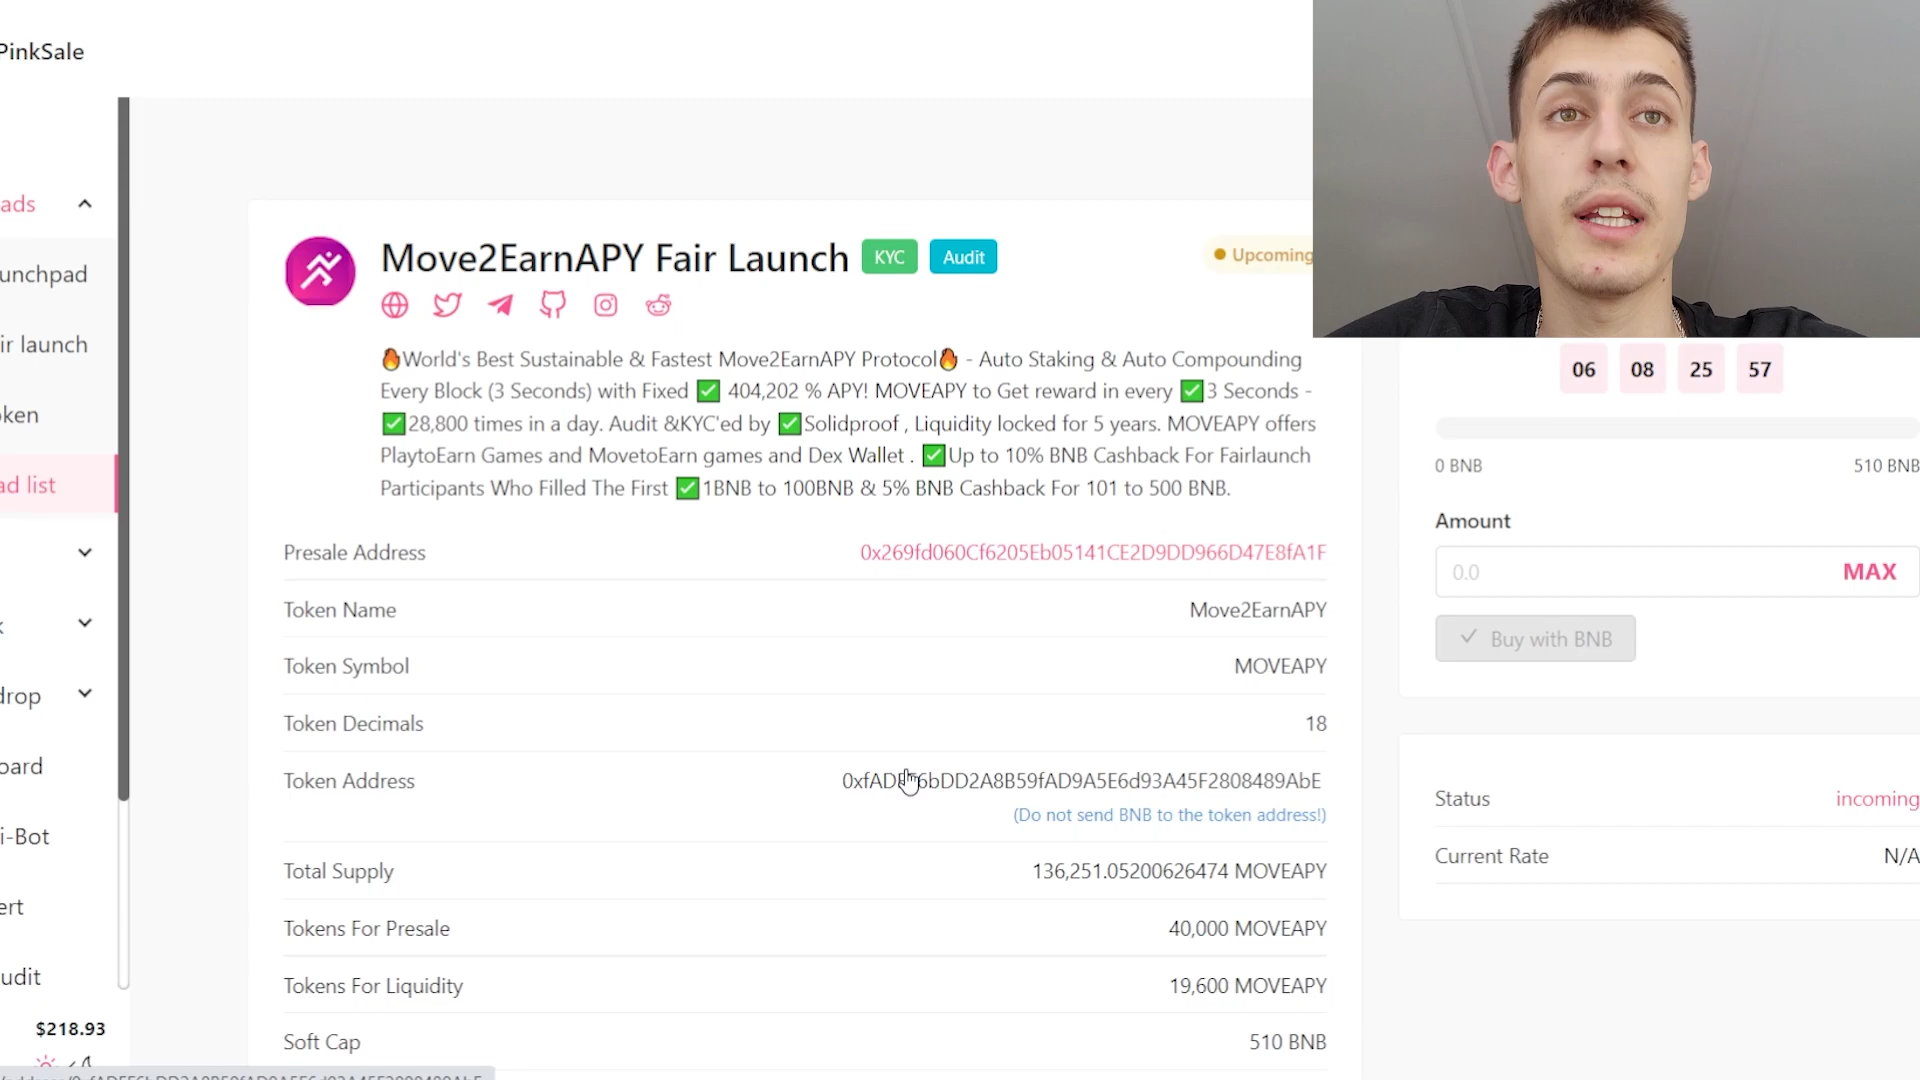 PinkSale
ads
unchpad
ir launch
oken
ad list
drop
oard
i-Bot
ert
udit
$218.93
Move2EarnAPY Fair Launch KYC Audit
Upcoming
🔥World's Best Sustainable & Fastest Move2EarnAPY Protocol🔥 - Auto Staking & Auto Compounding
Every Block (3 Seconds) with Fixed ✅ 404,202 % APY! MOVEAPY to Get reward in every ✅3 Seconds -
✅28,800 times in a day. Audit &KYC'ed by ✅Solidproof , Liquidity locked for 5 years. MOVEAPY offers
PlaytoEarn Games and MovetoEarn games and Dex Wallet . ✅Up to 10% BNB Cashback For Fairlaunch
Participants Who Filled The First ✅1BNB to 100BNB & 5% BNB Cashback For 101 to 500 BNB.
Presale Address 0x269fd060Cf6205Eb05141CE2D9DD966D47E8fA1F
Token Name Move2EarnAPY
Token Symbol MOVEAPY
Token Decimals 18
Token Address
(Do not send BNB to the token address!)
Total Supply 136,251.05200626474 MOVEAPY
Tokens For Presale 40,000 MOVEAPY
Tokens For Liquidity 19,600 MOVEAPY
Soft Cap 510 BNB
06 08 25 57
0 BNB 510 BNB
Amount
0.0 MAX
Buy with BNB
Status incoming
Current Rate N/A